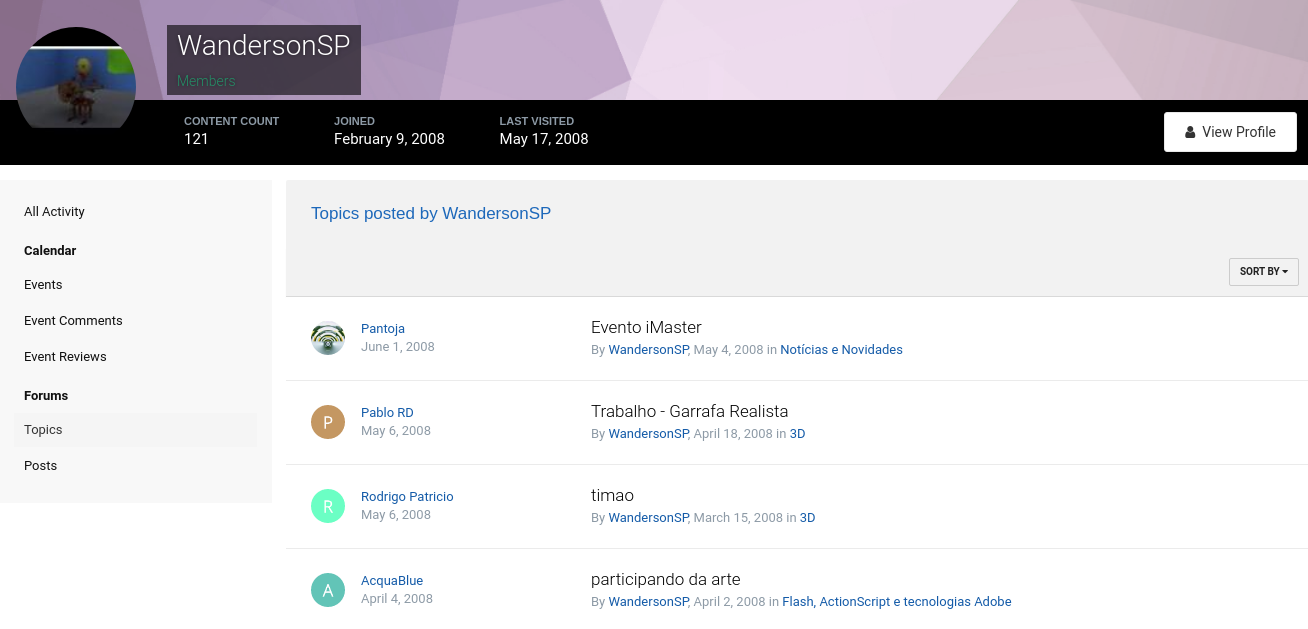 WandersonSP
Members
CONTENT COUNT
121
JOINED
February 9, 2008
LAST VISITED
May 17, 2008
View Profile
All Activity
Calendar
Events
Event Comments
Event Reviews
Forums
Topics
Posts
Topics posted by WandersonSP
SORT BY
Pantoja
June 1, 2008
Evento iMaster
By WandersonSP, May 4, 2008 in Notícias e Novidades
P
Pablo RD
May 6, 2008
Trabalho - Garrafa Realista
By WandersonSP, April 18, 2008 in 3D
R
Rodrigo Patricio
May 6, 2008
timao
By WandersonSP, March 15, 2008 in 3D
A
AcquaBlue
April 4, 2008
participando da arte
By WandersonSP, April 2, 2008 in Flash, ActionScript e tecnologias Adobe